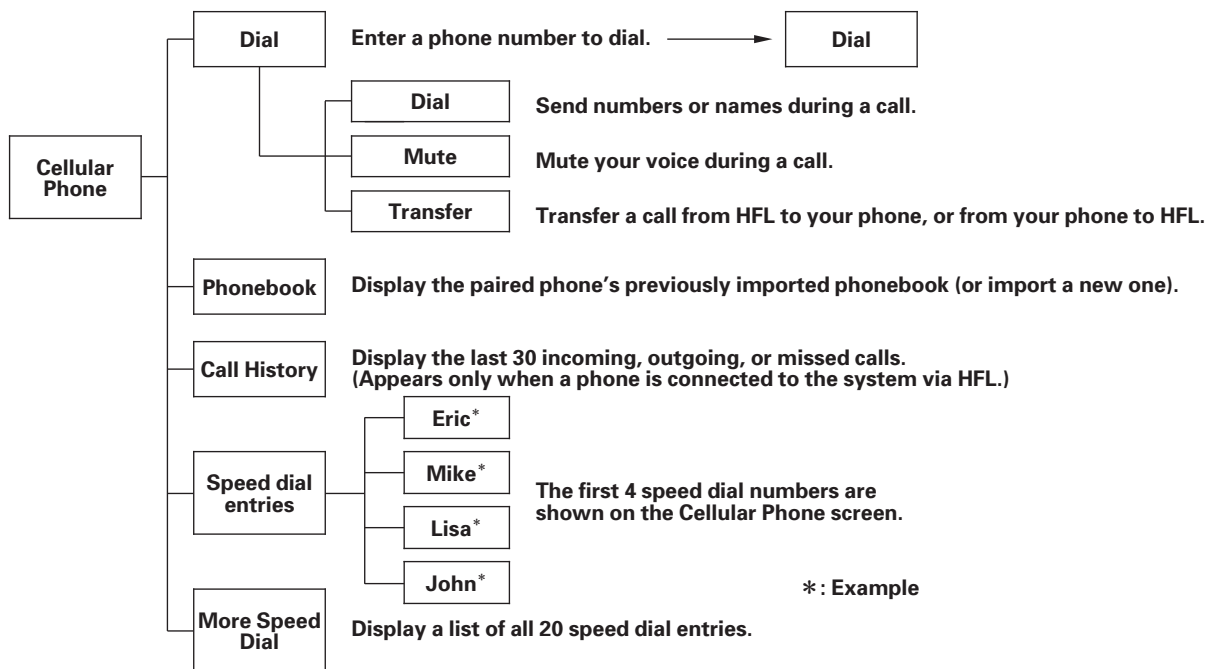 Dial
Enter a phone number to dial.
Dial
Dial
Send numbers or names during a call.
Cellular
Phone
Mute
Mute your voice during a call.
Transfer
Transfer a call from HFL to your phone, or from your phone to HFL.
Phonebook
Display the paired phone’s previously imported phonebook (or import a new one).
Call History
Display the last 30 incoming, outgoing, or missed calls.
(Appears only when a phone is connected to the system via HFL.)
Speed dial
entries
Eric*
Mike*
Lisa*
John*
The first 4 speed dial numbers are
shown on the Cellular Phone screen.
*: Example
More Speed
Dial
Display a list of all 20 speed dial entries.